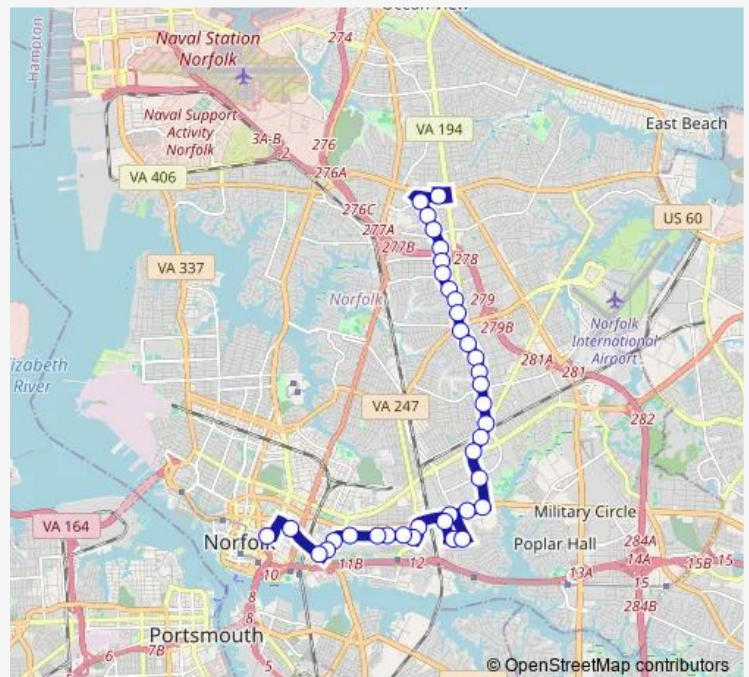 Ocean View
Hampton
Naval Station
Norfolk
274
Naval Support
Activity
Norfolk
3A-B
2
276
VA 194
East Beach
276A
VA 406
276C
277A
277B
278
US 60
VA 337
Norfolk
279
279B
Norfolk
International
Airport
281A
281
lizabeth
River
VA 247
282
Military Circle
VA 164
Norfolk
Poplar Hall
284A
10
11B
12
13A
14A
15B
15
284B
8
8
Portsmouth
6
7B
5
© OpenStreetMap contributors